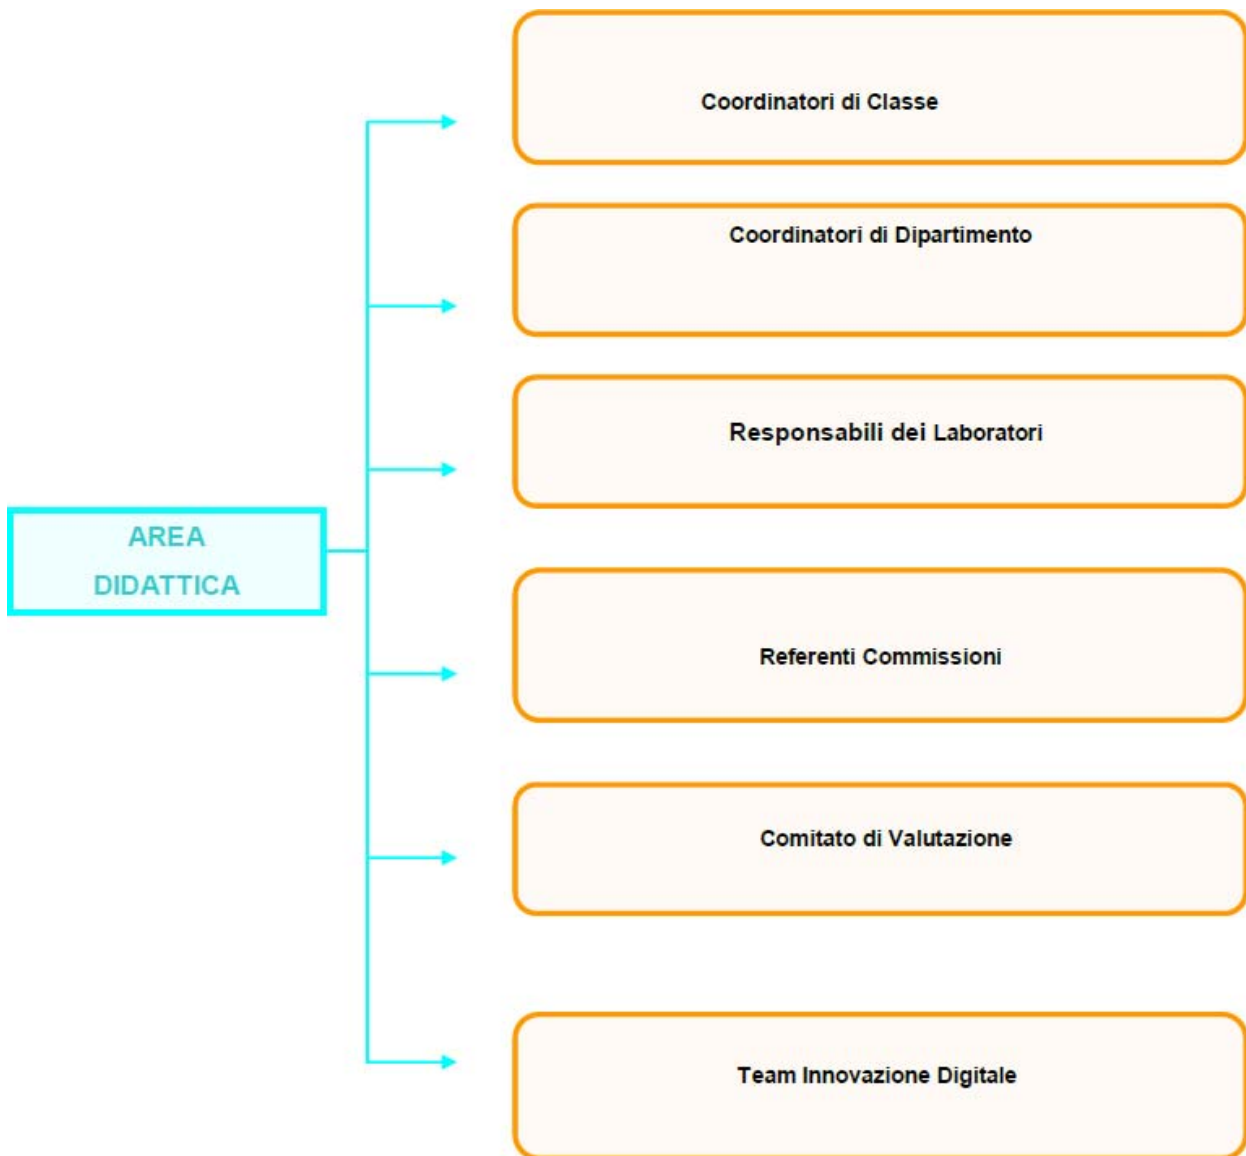 Coordinatori di Classe
Coordinatori di Dipartimento
Responsabili dei Laboratori
AREA
DIDATTICA
Referenti Commissioni
Comitato di Valutazione
Team Innovazione Digitale